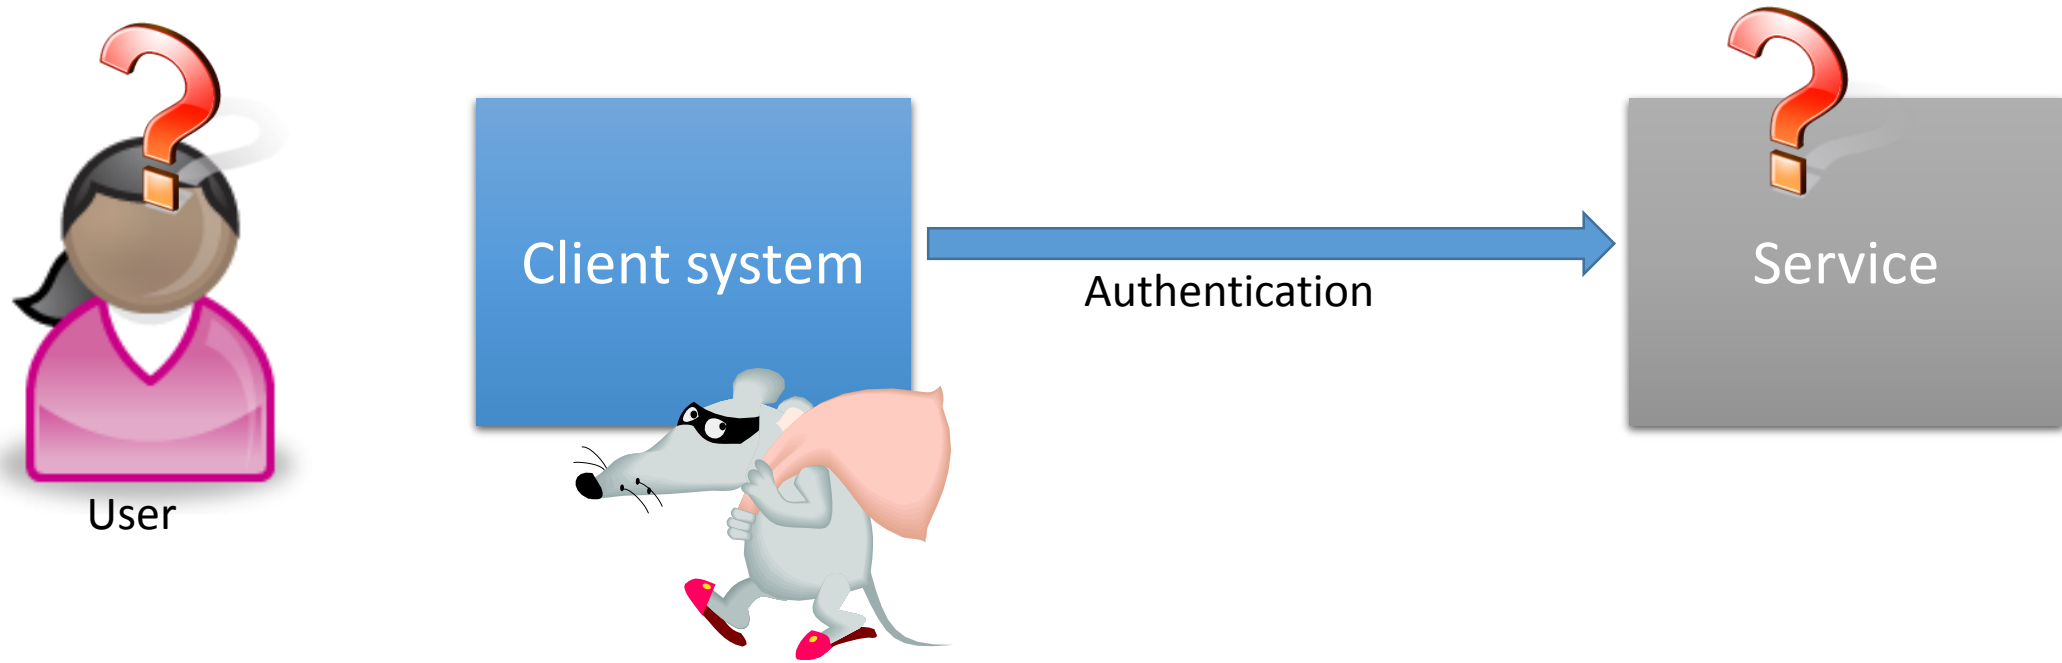 Client system
Service
Authentication
User